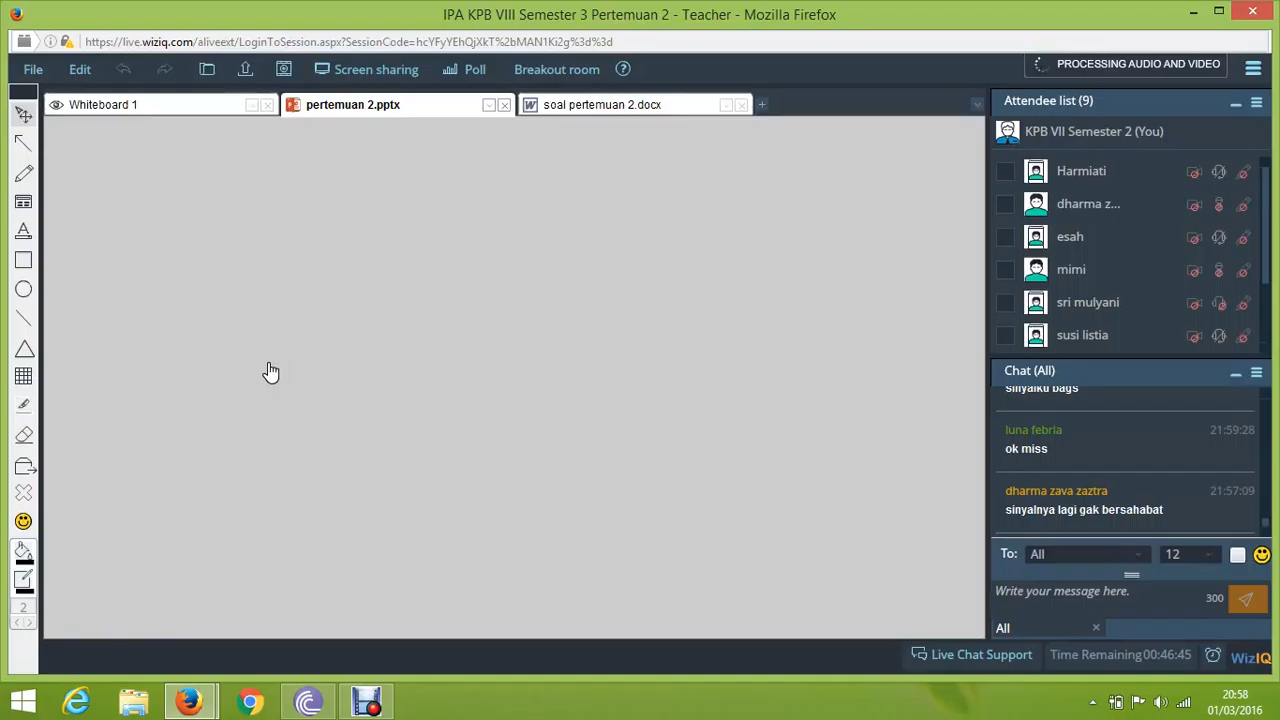 IPA KPB VIII Semester 3 Pertemuan 2 - Teacher - Mozilla Firefox
https://live.wiziq.com/aliveext/LoginToSession.aspx?SessionCode=hcYFyYEhQjXkT%2bMAN1Ki2g%3d%3d
File Edit Screen sharing Poll Breakout room ? PROCESSING AUDIO AND VIDEO
Whiteboard 1 pertemuan 2.pptx soal pertemuan 2.docx
Attendee list (9)
KPB VII Semester 2 (You)
Harmiati
dharma z...
esah
mimi
sri mulyani
susi listia
Chat (All)
sinyalku bags
luna febria 21:59:28
ok miss
dharma zava zaztra 21:57:09
sinyalnya lagi gak bersahabat
To: All 12
Write your message here. 300
All
2
Live Chat Support Time Remaining 00:46:45 WizIQ
20:58
01/03/2016